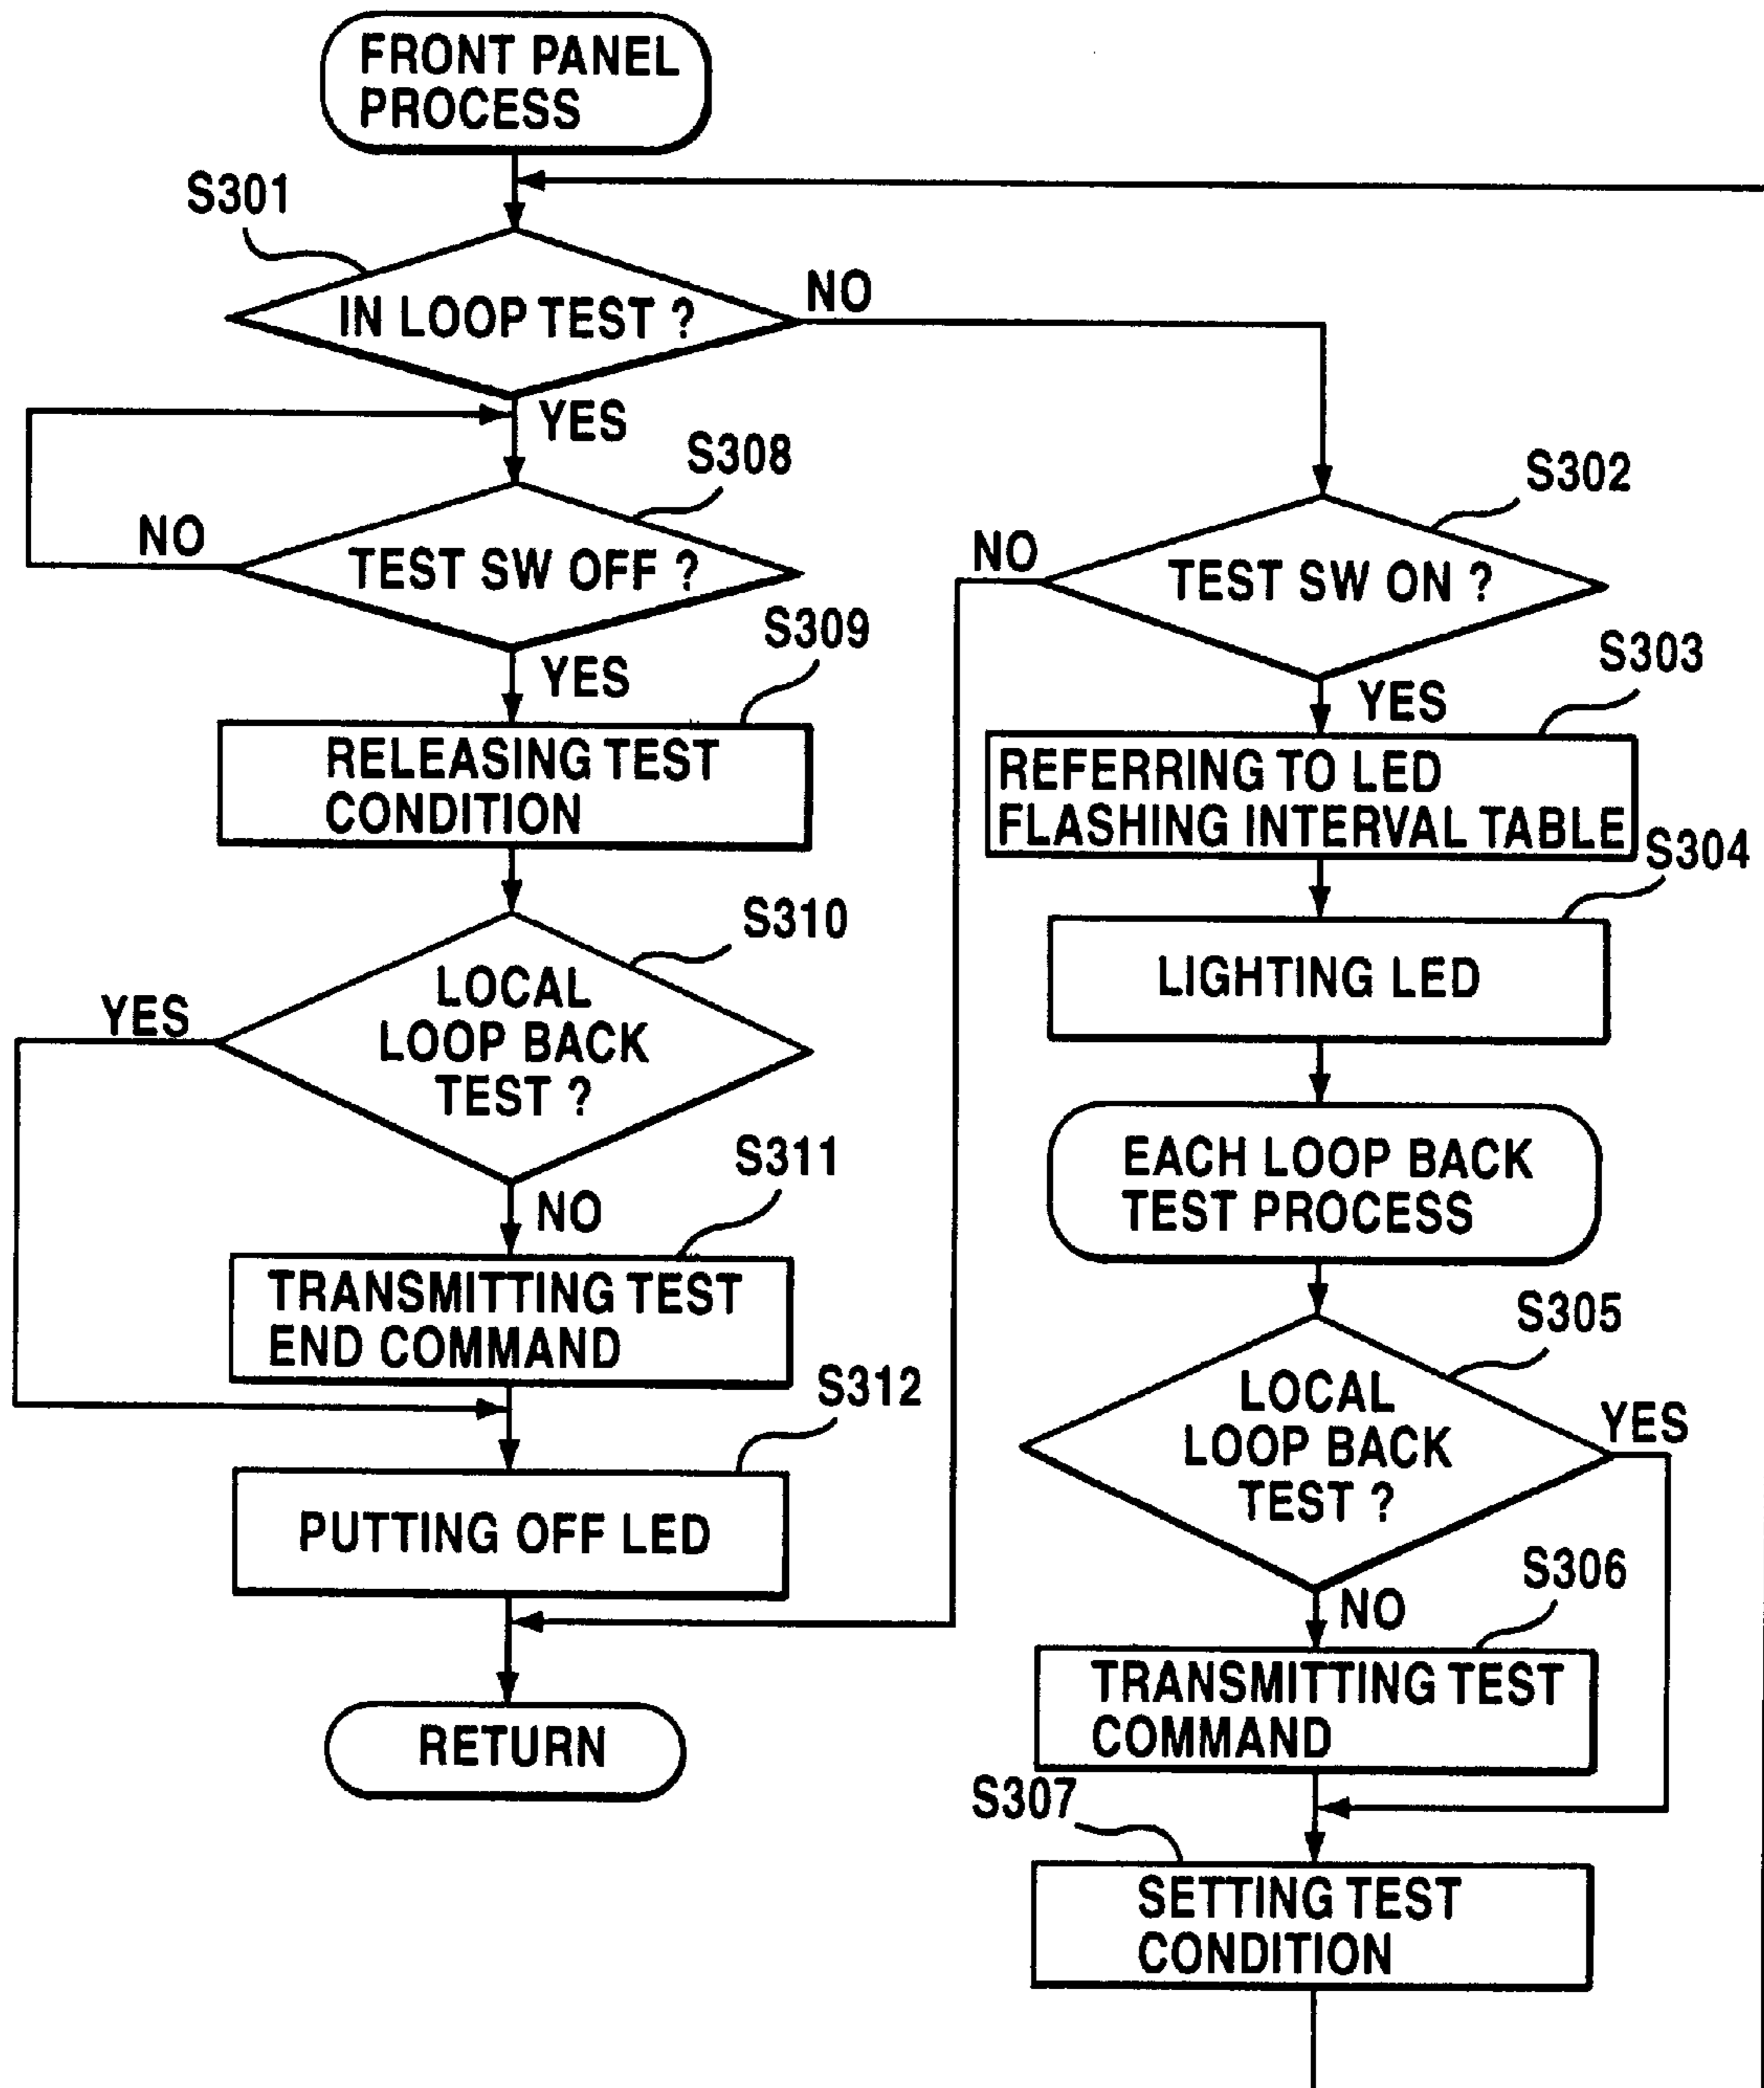 FRONT PANEL
PROCESS
S301
IN LOOP TEST ?
NO
YES
S308
TEST SW OFF ?
NO
YES
S309
RELEASING TEST
CONDITION
S310
LOCAL
LOOP BACK
TEST ?
YES
NO
S311
TRANSMITTING TEST
END COMMAND
S312
PUTTING OFF LED
RETURN
S302
TEST SW ON ?
NO
YES
S303
REFERRING TO LED
FLASHING INTERVAL TABLE
S304
LIGHTING LED
EACH LOOP BACK
TEST PROCESS
S305
LOCAL
LOOP BACK
TEST ?
YES
NO
S306
TRANSMITTING TEST
COMMAND
S307
SETTING TEST
CONDITION